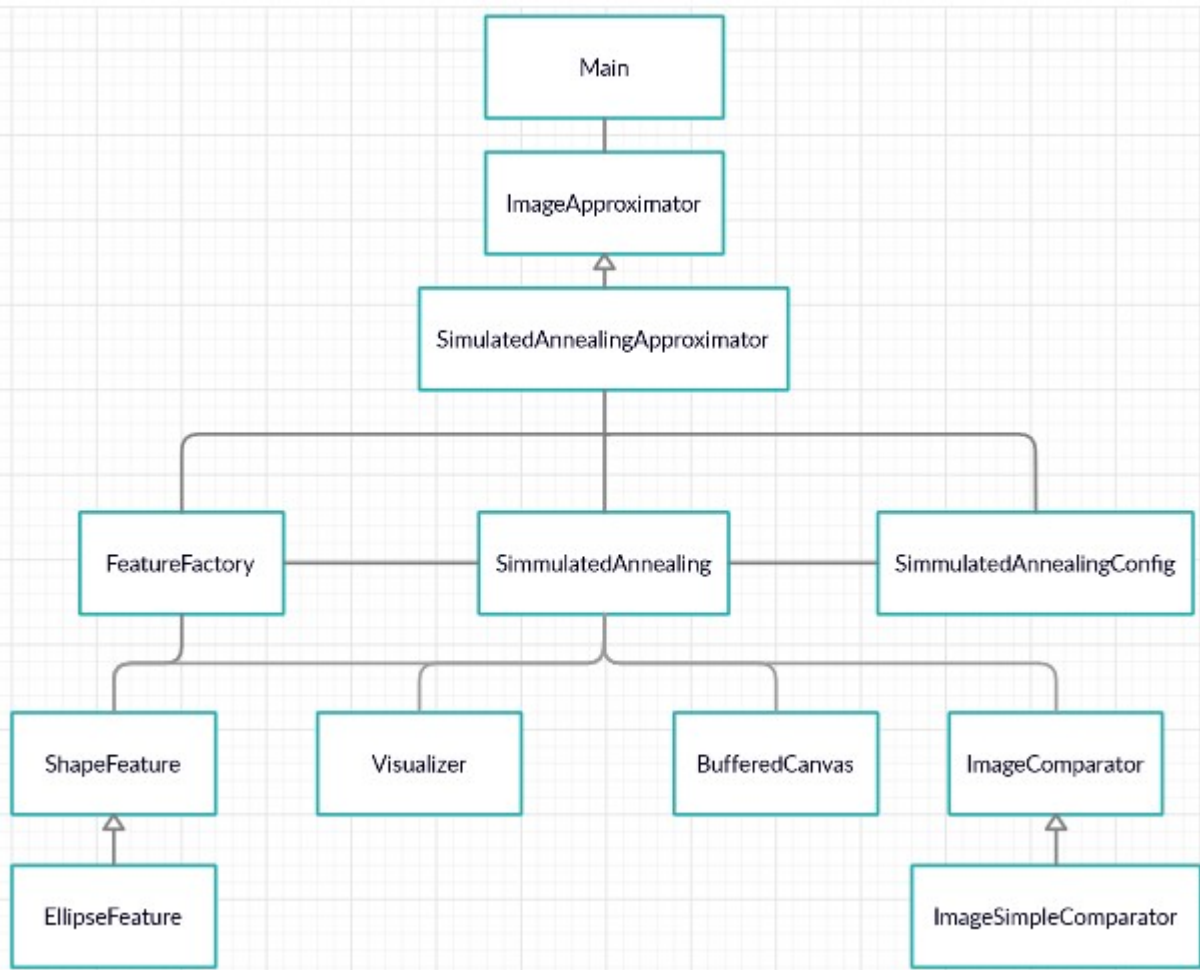 Main
ImageApproximator
SimulatedAnnealingApproximator
FeatureFactory
SimmulatedAnnealing
SimmulatedAnnealingConfig
ShapeFeature
Visualizer
BufferedCanvas
ImageComparator
EllipseFeature
ImageSimpleComparator